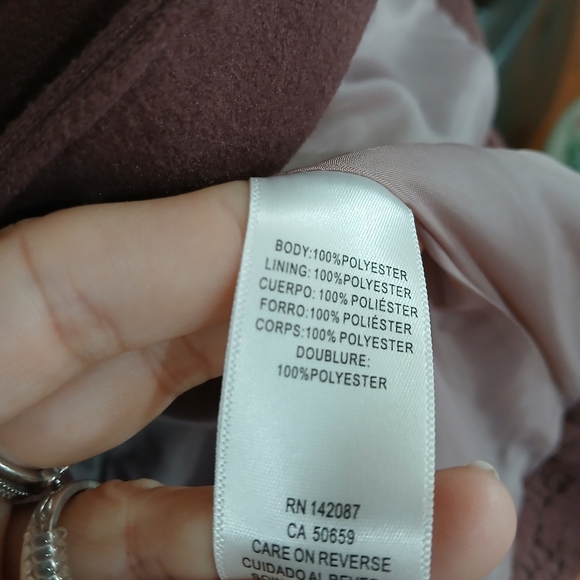 BODY:100%POLYESTER
LINING: 100%POLYESTER
CUERPO: 100% POLIÉSTER
FORRO: 100% POLIÉSTER
CORPS:100% POLYESTER
DOUBLURE:
100%POLYESTER
RN 142087
CA 50659
CARE ON REVERSE
CUIDADO AL REVERSO